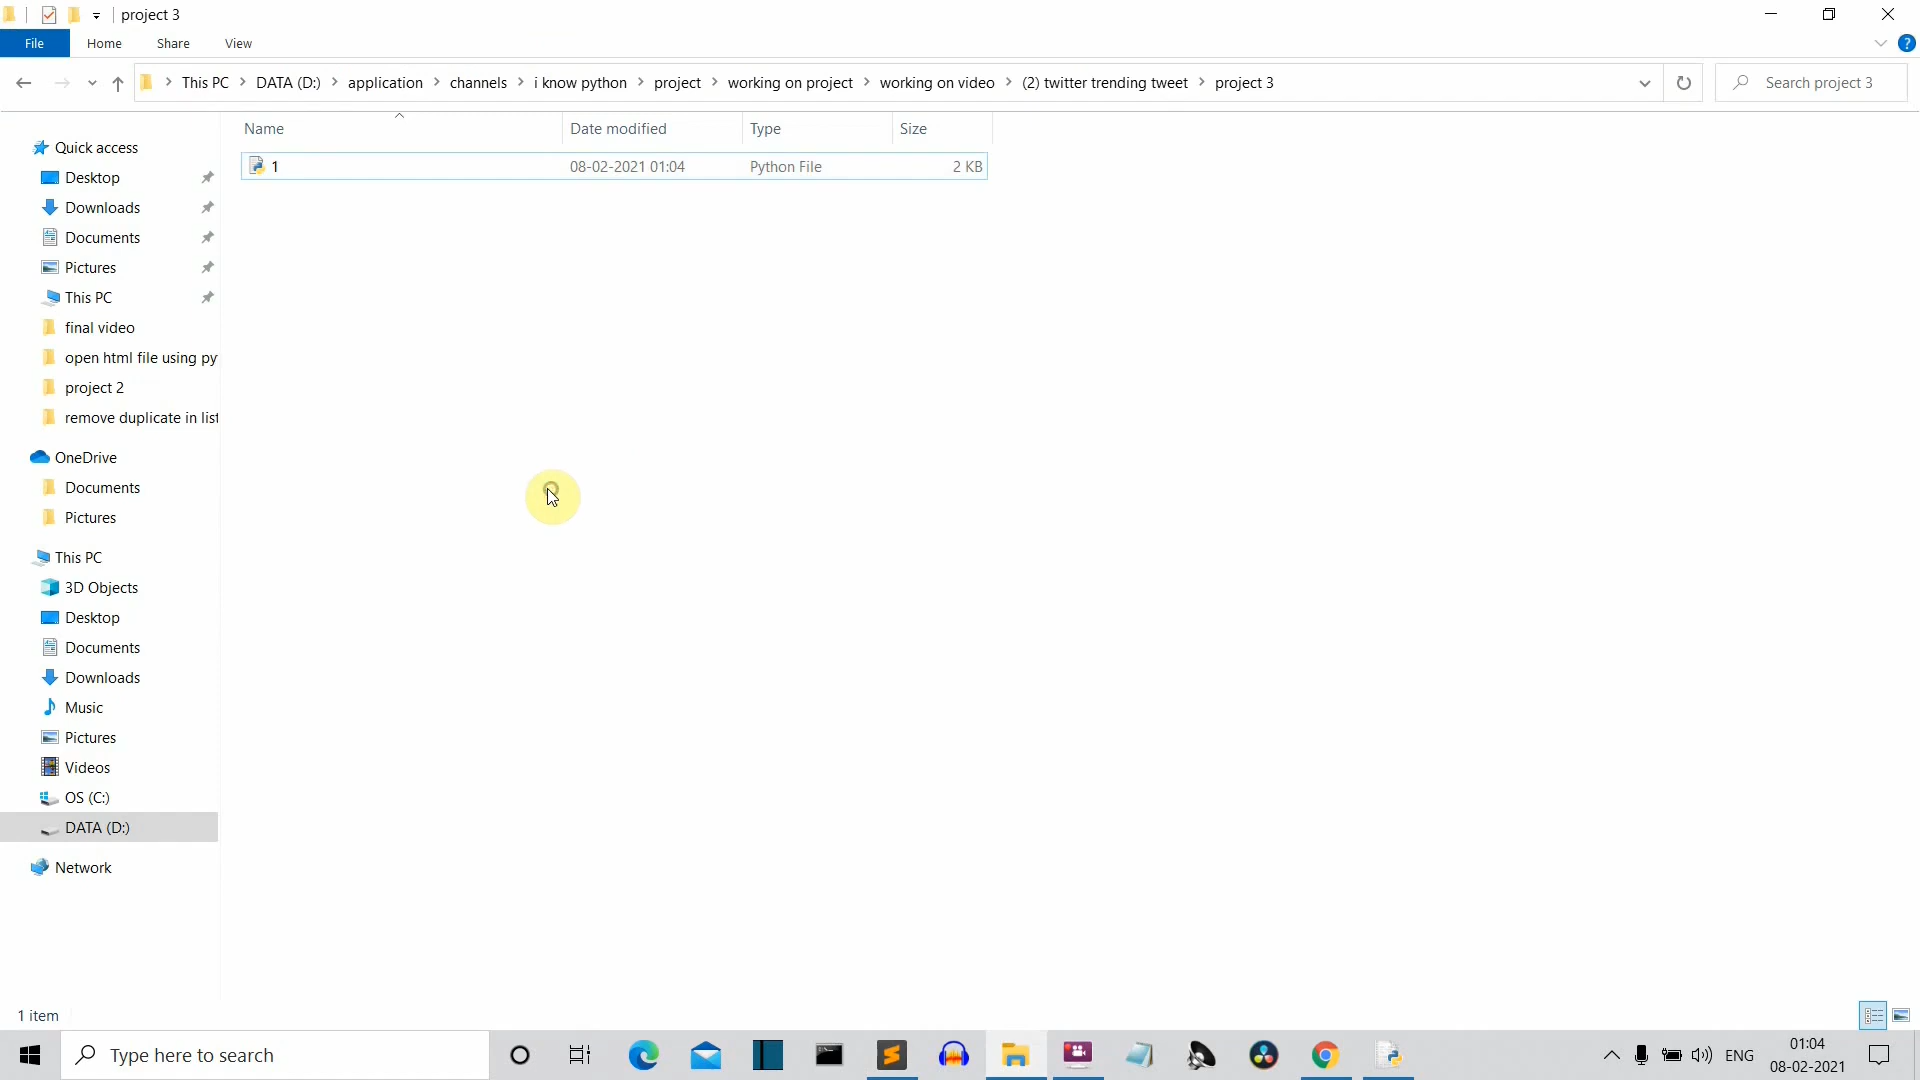 project 3
File Home Share View
This PC DATA (D:) application channels i know python project working on project working on video (2) twitter trending tweet project 3
Search project 3
Name Date modified Type Size
1 08-02-2021 01:04 Python File 2 KB
Quick access
Desktop
Downloads
Documents
Pictures
This PC
final video
open html file using py
project 2
remove duplicate in list
OneDrive
Documents
Pictures
This PC
3D Objects
Desktop
Documents
Downloads
Music
Pictures
Videos
OS (C:)
DATA (D:)
Network
1 item
Type here to search
ENG
01:04
08-02-2021